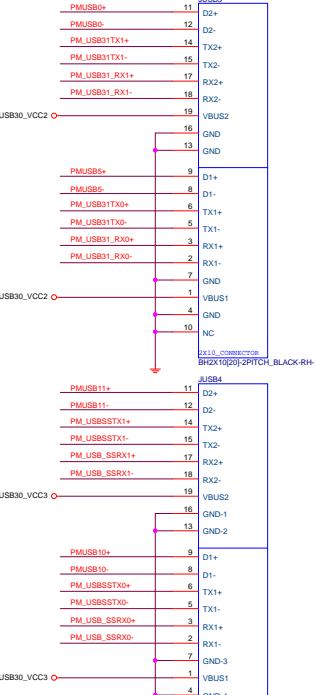 PMUSB0+ 11 D2+
PMUSB0- 12 D2-
PM_USB31TX1+ 14 TX2+
PM_USB31TX1- 15 TX2-
PM_USB31_RX1+ 17 RX2+
PM_USB31_RX1- 18 RX2-
USB30_VCC2 19 VBUS2
16 GND
13 GND
PMUSB5+ 9 D1+
PMUSB5- 8 D1-
PM_USB31TX0+ 6 TX1+
PM_USB31TX0- 5 TX1-
PM_USB31_RX0+ 3 RX1+
PM_USB31_RX0- 2 RX1-
7 GND
USB30_VCC2 1 VBUS1
4 GND
10 NC
2X10_CONNECTOR
BH2X10[20]-2PITCH_BLACK-RH-
JUSB4
PMUSB11+ 11 D2+
PMUSB11- 12 D2-
PM_USBSSTX1+ 14 TX2+
PM_USBSSTX1- 15 TX2-
PM_USB_SSRX1+ 17 RX2+
PM_USB_SSRX1- 18 RX2-
USB30_VCC3 19 VBUS2
16 GND-1
13 GND-2
PMUSB10+ 9 D1+
PMUSB10- 8 D1-
PM_USBSSTX0+ 6 TX1+
PM_USBSSTX0- 5 TX1-
PM_USB_SSRX0+ 3 RX1+
PM_USB_SSRX0- 2 RX1-
7 GND-3
USB30_VCC3 1 VBUS1
4